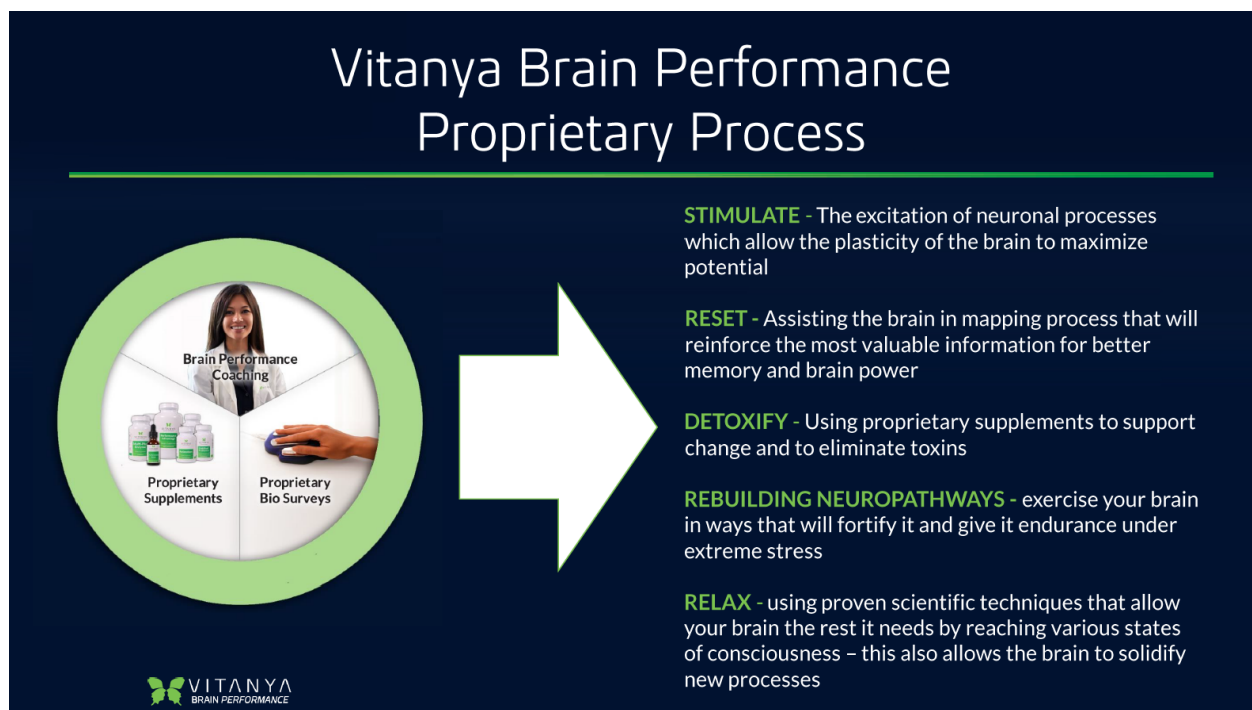 Vitanya Brain Performance
Proprietary Process
Brain Performance
Coaching
Proprietary
Supplements
Proprietary
Bio Surveys
STIMULATE - The excitation of neuronal processes
which allow the plasticity of the brain to maximize
potential
RESET - Assisting the brain in mapping process that will
reinforce the most valuable information for better
memory and brain power
DETOXIFY - Using proprietary supplements to support
change and to eliminate toxins
REBUILDING NEUROPATHWAYS - exercise your brain
in ways that will fortify it and give it endurance under
extreme stress
RELAX - using proven scientific techniques that allow
your brain the rest it needs by reaching various states
of consciousness – this also allows the brain to solidify
new processes
VITANYA
BRAIN PERFORMANCE